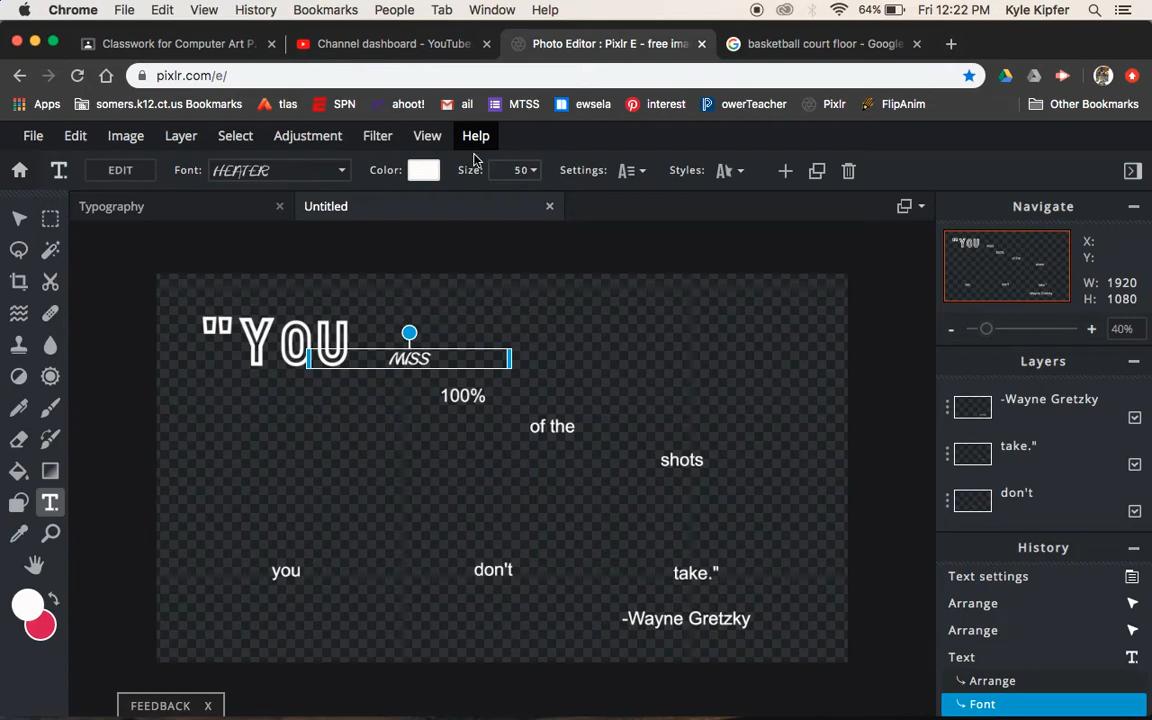 Chrome File Edit View History Bookmarks People Tab Window Help 64% Fri 12:22 PM Kyle Kipfer
Classwork for Computer Art P. Channel dashboard - YouTube Photo Editor : Pixlr E - free ima basketball court floor - Google
pixlr.com/e/
Apps somers.k12.ct.us Bookmarks tlas SPN ahoot! ail MTSS ewsela interest owerTeacher Pixlr FlipAnim Other Bookmarks
File Edit Image Layer Select Adjustment Filter View Help
EDIT Font: HEATER Color: Size: 50 Settings: Styles:
Typography Untitled Navigate
X:
Y:
W: 1920
H: 1080
- + 40%
"YOU
MISS
100%
of the
shots
you don't take."
-Wayne Gretzky
Layers
-Wayne Gretzky
take."
don't
History
Text settings
Arrange
Arrange
Text
Arrange
Font
FEEDBACK X